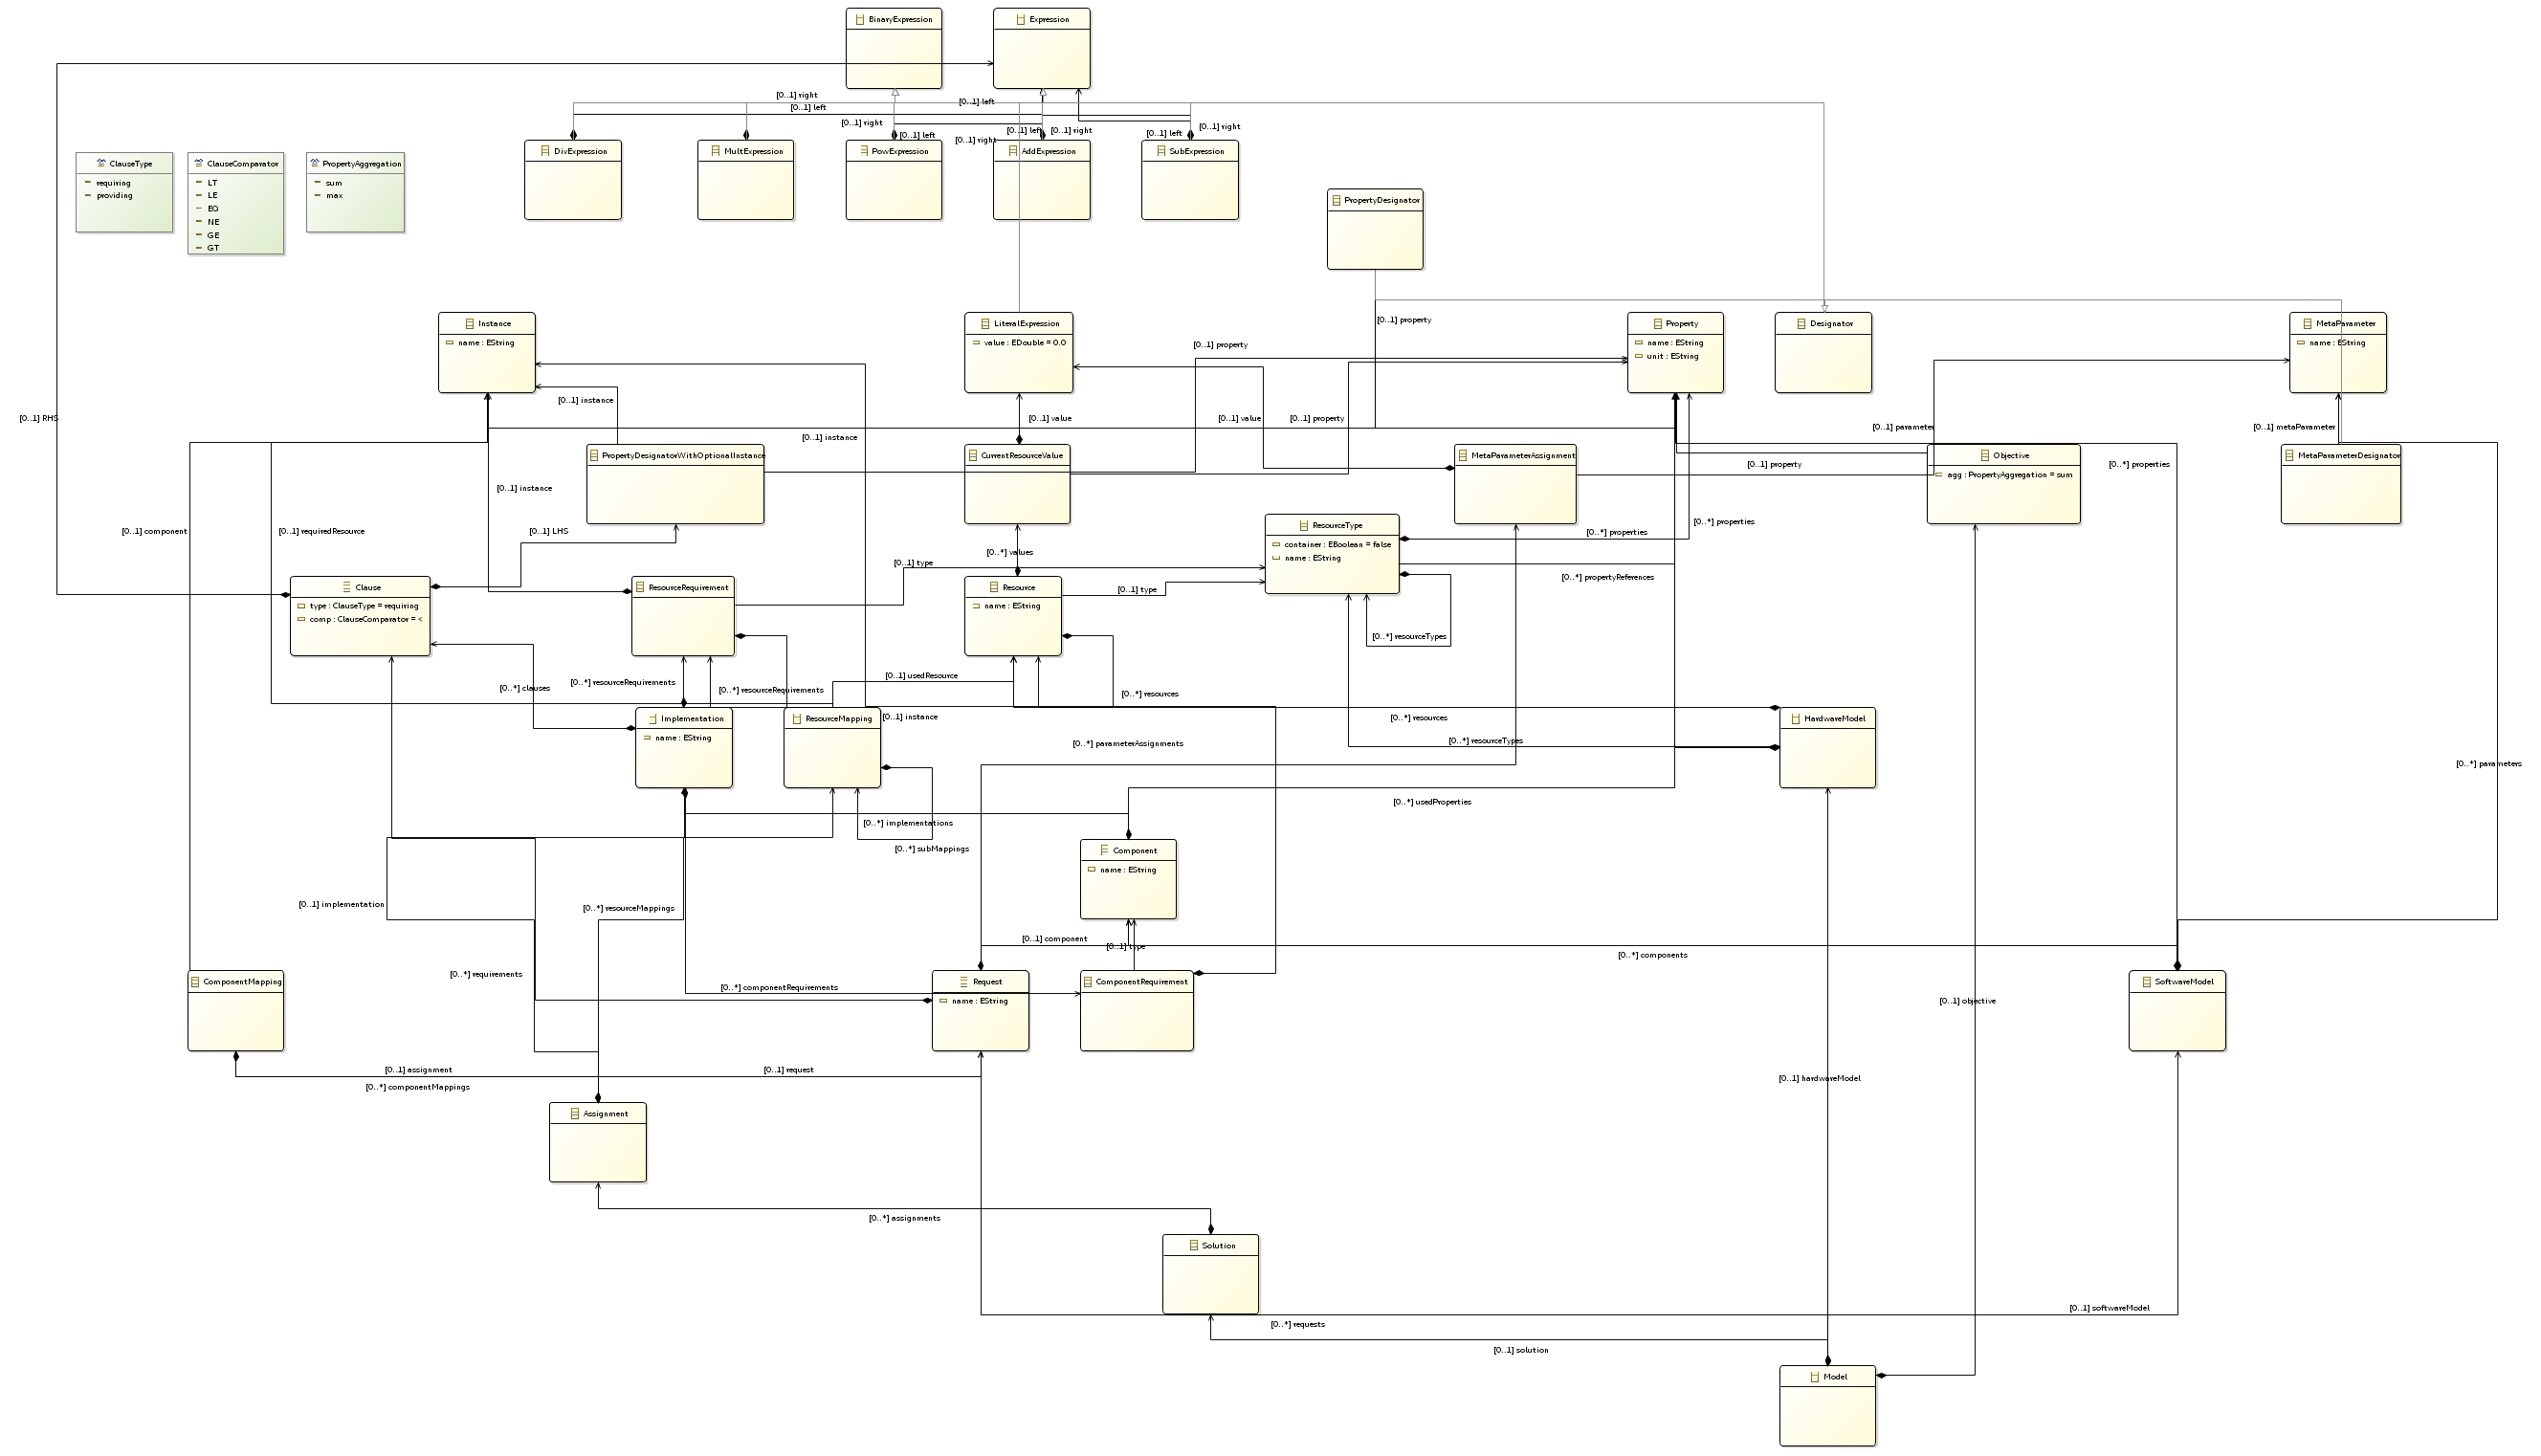 BinaryExpression
Expression
[0..1] right
[0..1] left
[0..1] left
[0..1] right
[0..1] left
[0..1] right
[0..1] left
[0..1] right
[0..1] left
[0..1] right
ClauseType
requiring
providing
ClauseComparator
LT
LE
EQ
NE
GE
GT
PropertyAggregation
sum
max
DivExpression
MultExpression
PowExpression
AddExpression
SubExpression
PropertyDesignator
Instance
name : EString
LiteralExpression
value : EDouble = 0.0
[0..1] property
Property
name : EString
unit : EString
Designator
MetaParameter
name : EString
[0..1] property
[0..1] instance
[0..1] RHS
[0..1] value
[0..1] value
[0..1] property
[0..1] parameter
[0..1] metaParameter
[0..1] instance
PropertyDesignatorWithOptionalInstance
CurrentResourceValue
MetaParameterAssignment
[0..1] property
Objective
agg : PropertyAggregation = sum
[0..*] properties
MetaParameterDesignator
[0..1] instance
[0..1] component
[0..1] requiredResource
[0..1] LHS
[0..*] values
ResourceType
container : EBoolean = false
name : EString
[0..*] properties
[0..*] properties
[0..1] type
[0..*] propertyReferences
Clause
type : ClauseType = requiring
comp : ClauseComparator = <
ResourceRequirement
Resource
name : EString
[0..1] type
[0..*] resourceTypes
[0..1] usedResource
[0..*] clauses
[0..*] resourceRequirements
[0..*] resourceRequirements
[0..*] resources
Implementation
name : EString
ResourceMapping
[0..1] instance
[0..*] resources
HardwareModel
[0..*] parameterAssignments
[0..*] resourceTypes
[0..*] parameters
[0..*] usedProperties
[0..*] implementations
[0..*] subMappings
Component
name : EString
[0..1] implementation
[0..*] resourceMappings
[0..1] component
[0..1] type
[0..*] components
[0..*] requirements
[0..*] componentRequirements
ComponentMapping
Request
name : EString
ComponentRequirement
SoftwareModel
[0..1] objective
[0..1] assignment
[0..1] request
[0..1] hardwareModel
[0..*] componentMappings
Assignment
[0..*] assignments
Solution
[0..1] softwareModel
[0..*] requests
[0..1] solution
Model